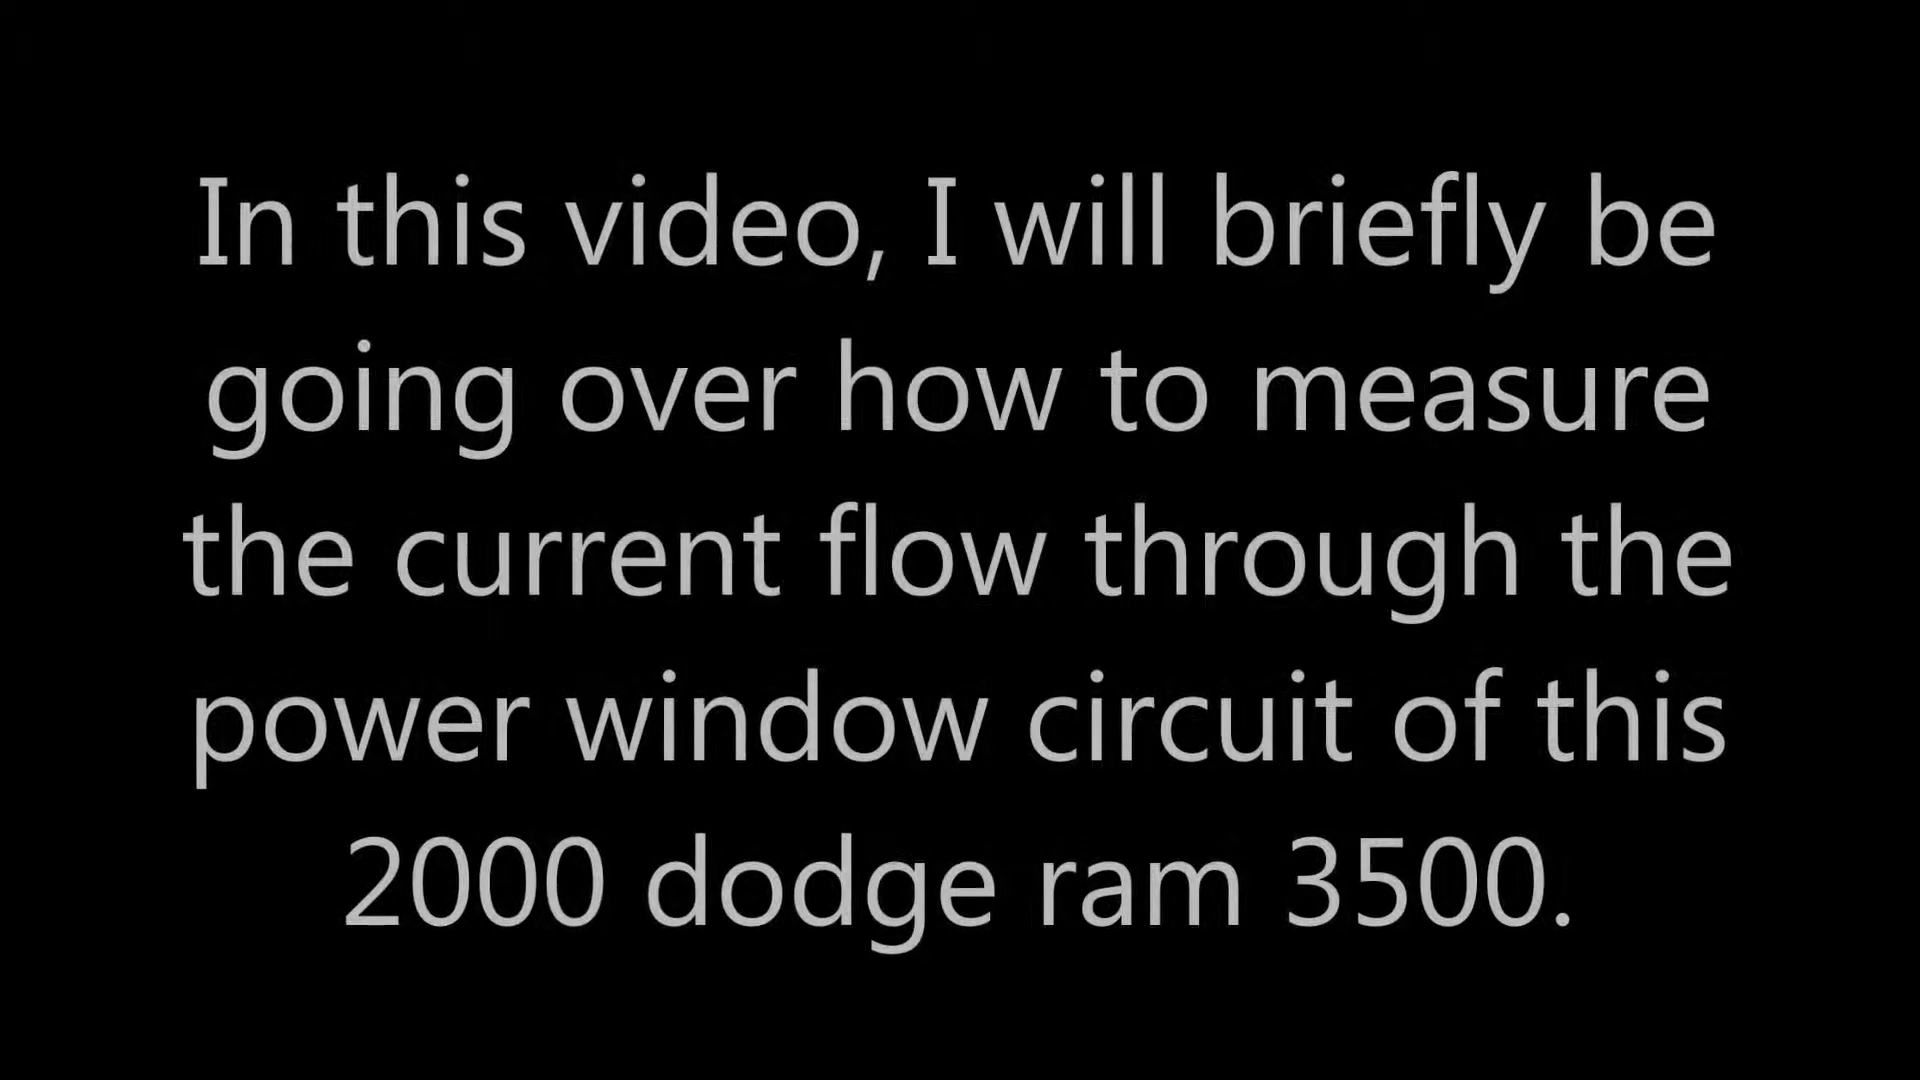 In this video, I will briefly be
going over how to measure
the current flow through the
power window circuit of this
2000 dodge ram 3500.